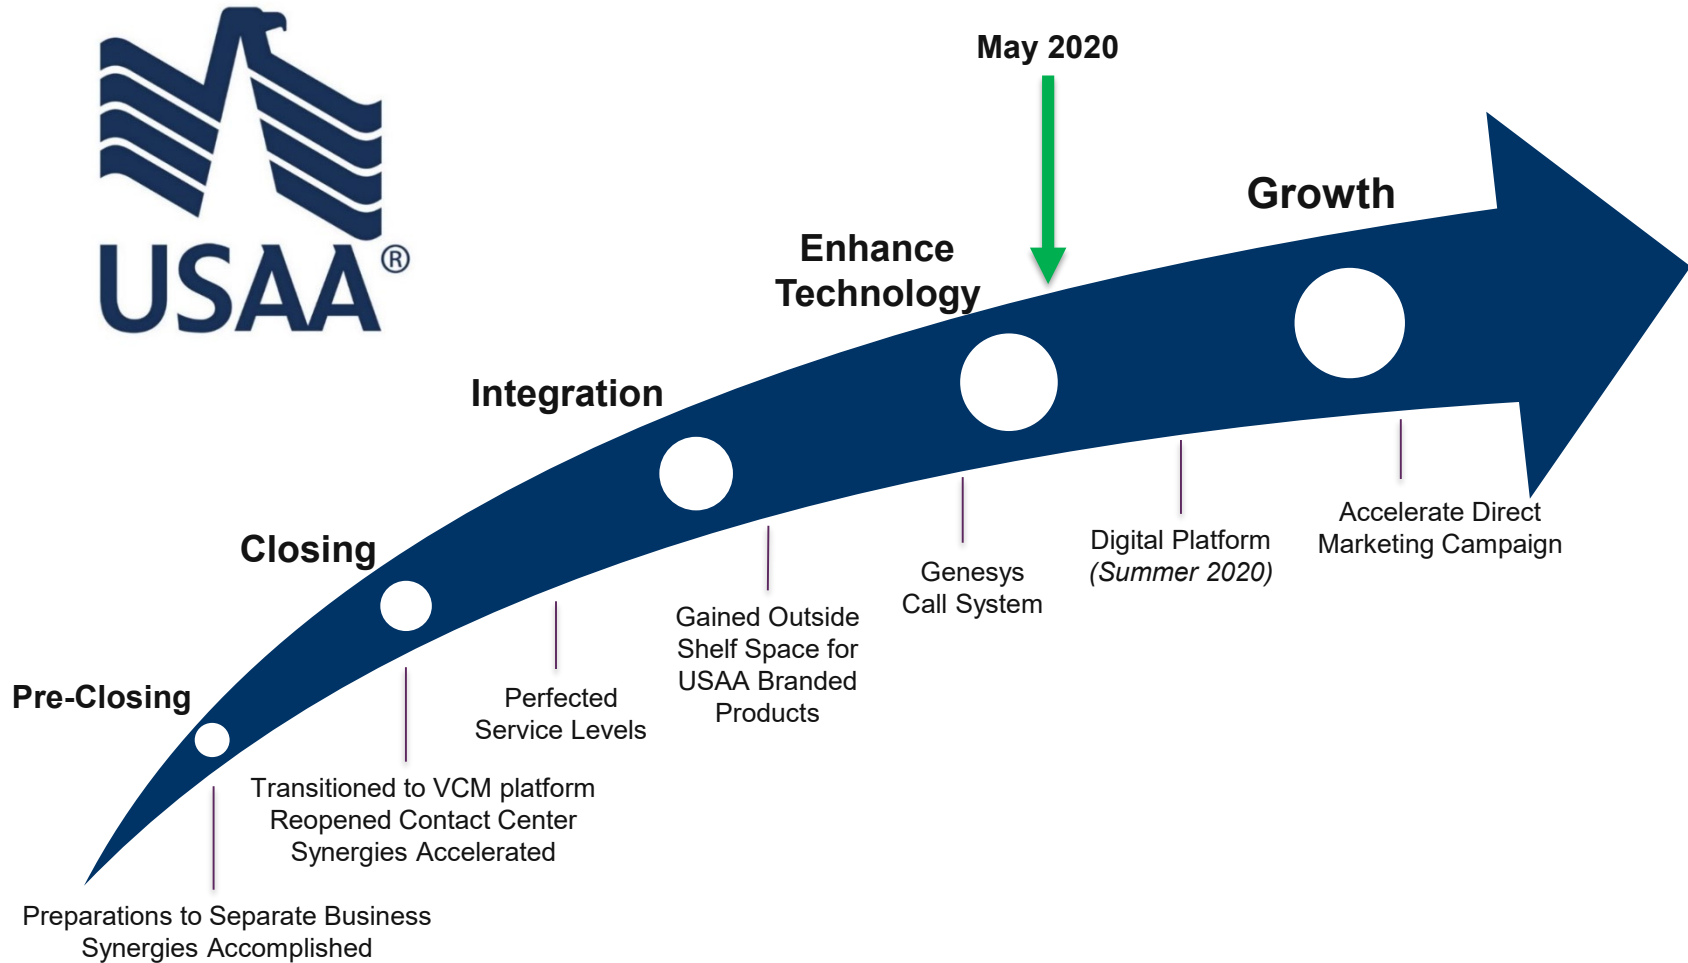 USAA®
May 2020
Growth
Enhance
Technology
Integration
Closing
Pre-Closing
Accelerate Direct
Marketing Campaign
Digital Platform
(Summer 2020)
Genesys
Call System
Gained Outside
Shelf Space for
USAA Branded
Products
Perfected
Service Levels
Transitioned to VCM platform
Reopened Contact Center
Synergies Accelerated
Preparations to Separate Business
Synergies Accomplished